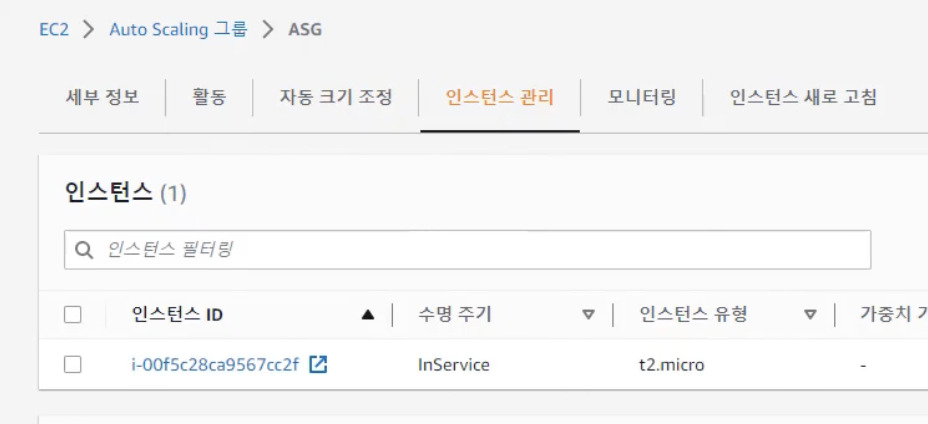 EC2 > Auto Scaling 그룹 > ASG
세부 정보 활동 자동 크기 조정 인스턴스 관리 모니터링 인스턴스 새로 고침
인스턴스 (1)
인스턴스 필터링
인스턴스 ID 수명 주기 인스턴스 유형 가중치
i-00f5c28ca9567cc2f InService t2.micro -